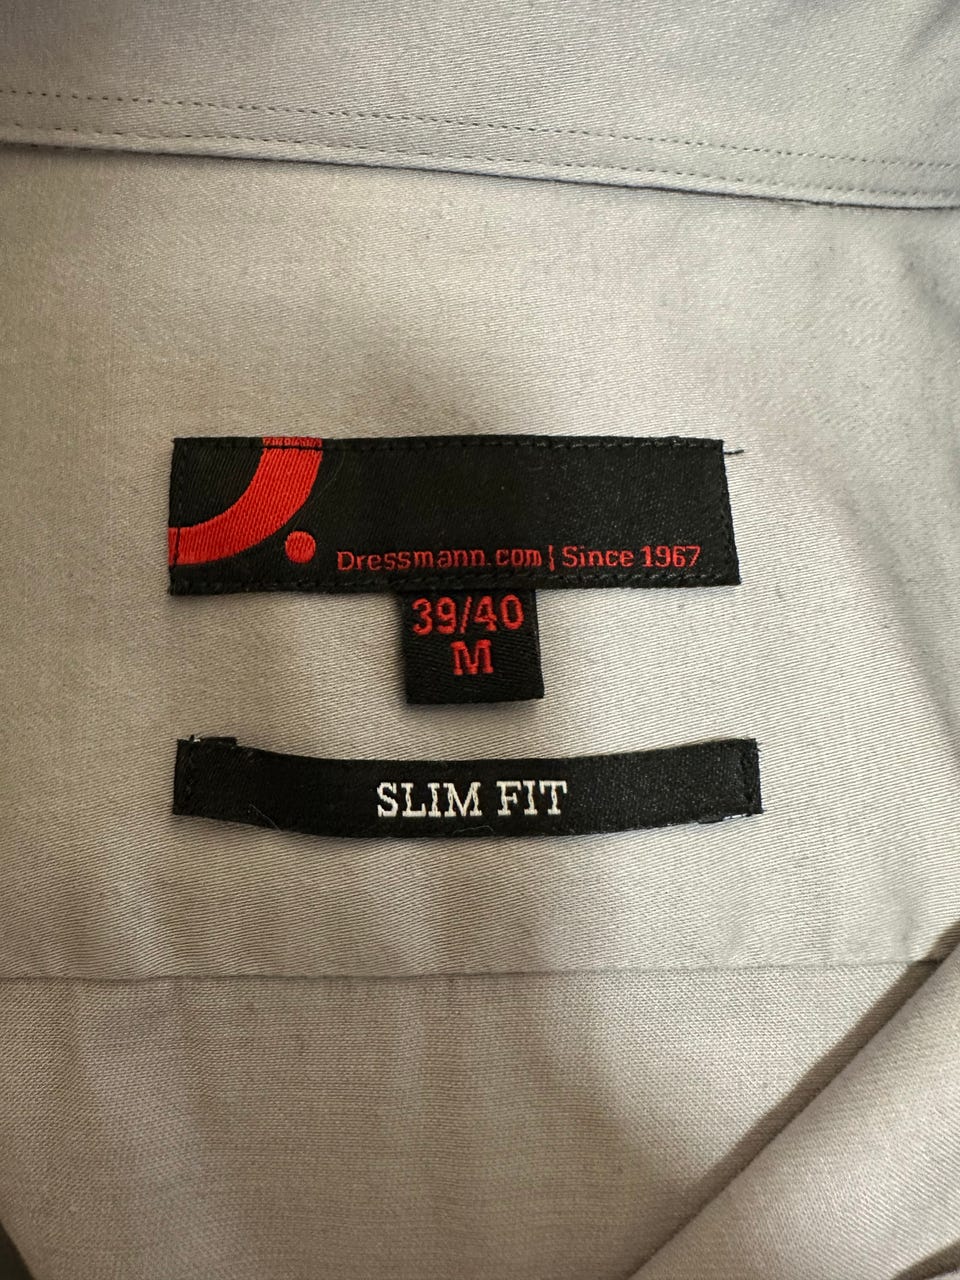 Dressmann.com | Since 1967
39/40
M
SLIM FIT